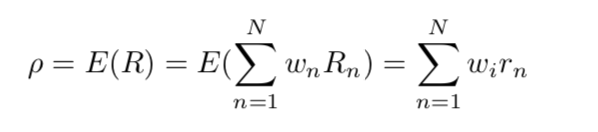 ρ = E(R) = E(∑_{n=1}^{N} w_n R_n) = ∑_{n=1}^{N} w_i r_n